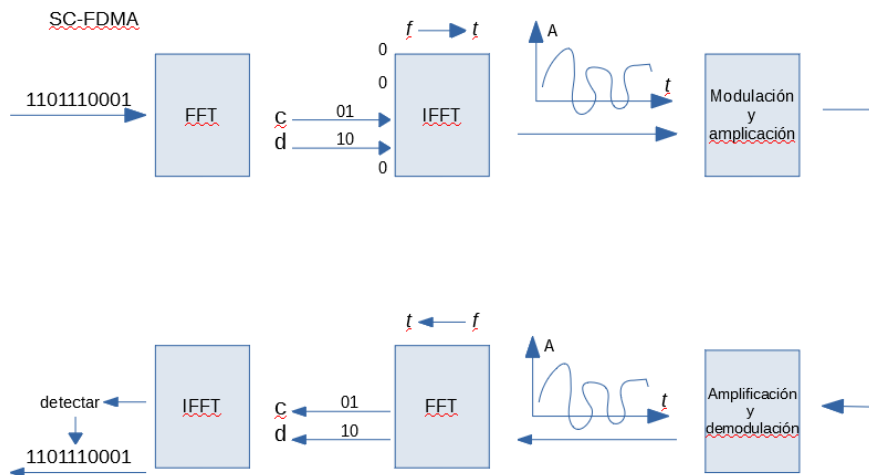 SC-FDMA
f t
A
0
0
1101110001
FFT
c 01
d 10
0
IFFT
t
Modulación
y
amplicación
t f
A
detectar
1101110001
IFFT
c 01
d 10
FFT
t
Amplificación
y
demodulación